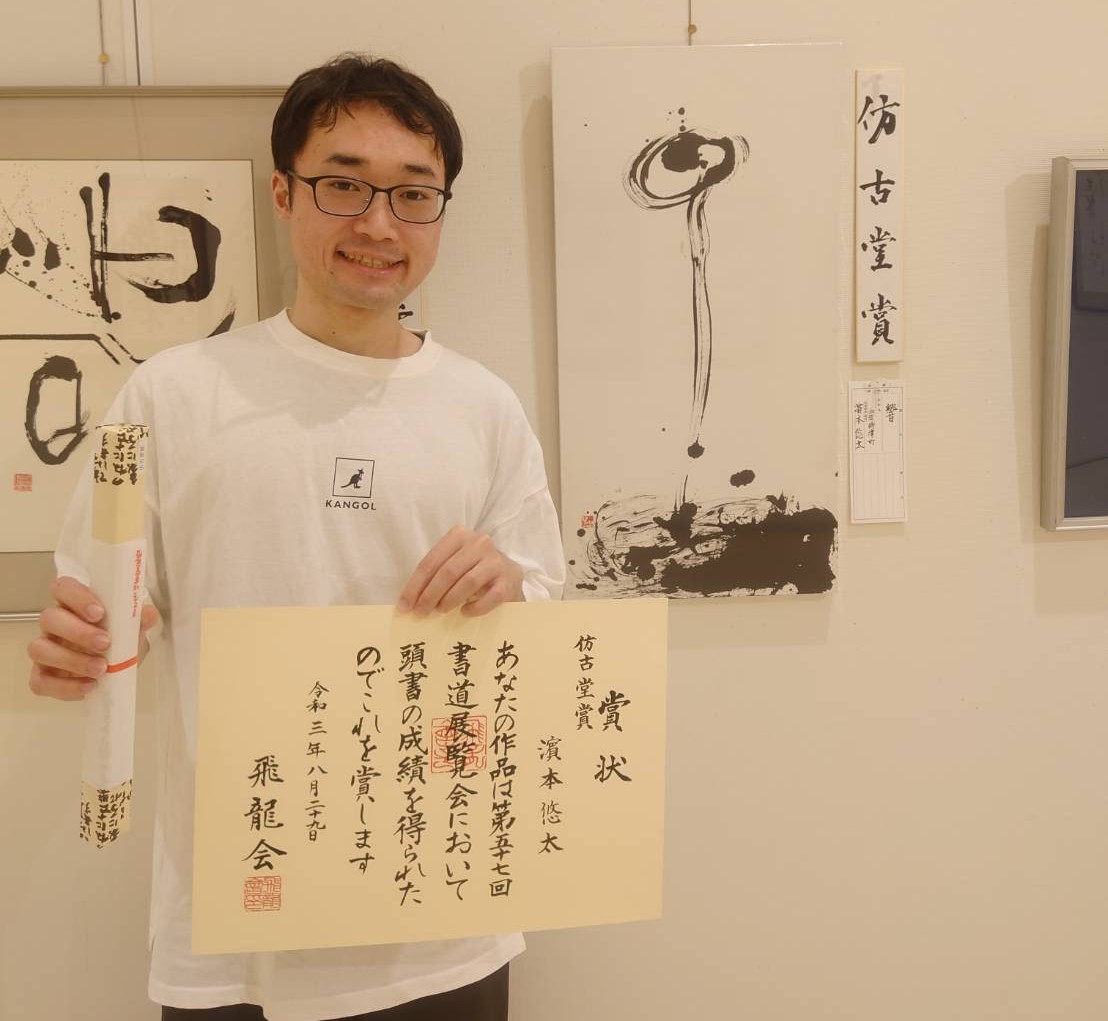 仿古堂賞
響
濵本悠太
KANGOL
賞状
仿古堂賞
濵本悠太
あなたの作品は第五十七回
書道展覧会において
頭書の成績を得られた
のでこれを賞します
令和三年八月二十九日
飛龍会